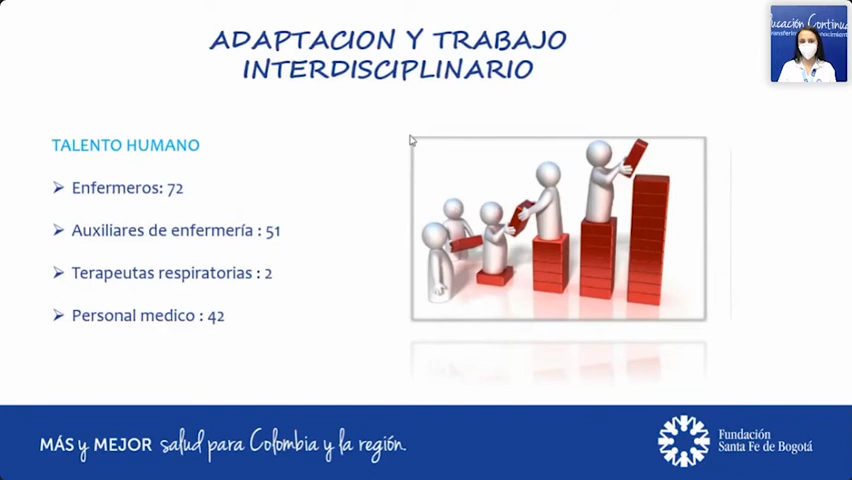 ADAPTACION Y TRABAJO
INTERDISCIPLINARIO
TALENTO HUMANO
Enfermeros: 72
Auxiliares de enfermería : 51
Terapeutas respiratorias : 2
Personal medico : 42
MÁS y MEJOR salud para Colombia y la región.
Fundación
Santa Fe de Bogotá